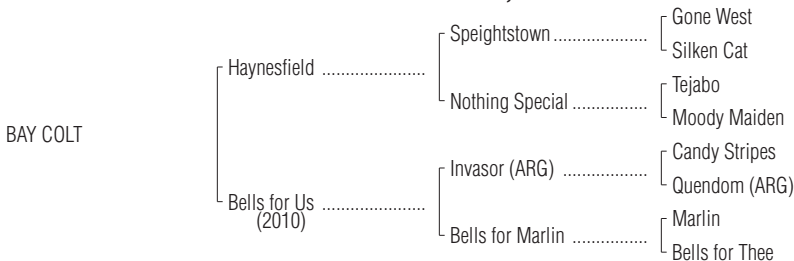 Gone West
Speightstown ....................
Silken Cat
Haynesfield ......................
Tejabo
Nothing Special ................
Moody Maiden
BAY COLT
Candy Stripes
Invasor (ARG) ..................
Quendom (ARG)
Bells for Us ......................
(2010)
Marlin
Bells for Marlin ................
Bells for Thee